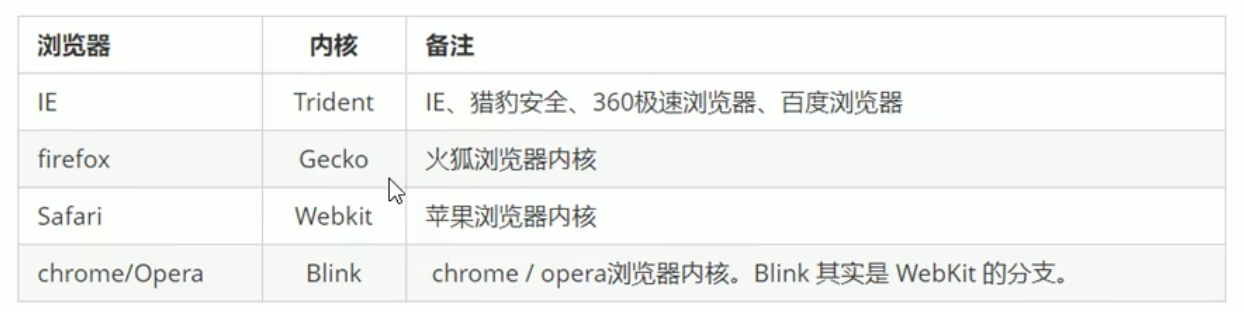 浏览器 内核 备注
IE Trident IE、猎豹安全、360极速浏览器、百度浏览器
firefox Gecko 火狐浏览器内核
Safari Webkit 苹果浏览器内核
chrome/Opera Blink chrome / opera浏览器内核。Blink 其实是 WebKit 的分支。